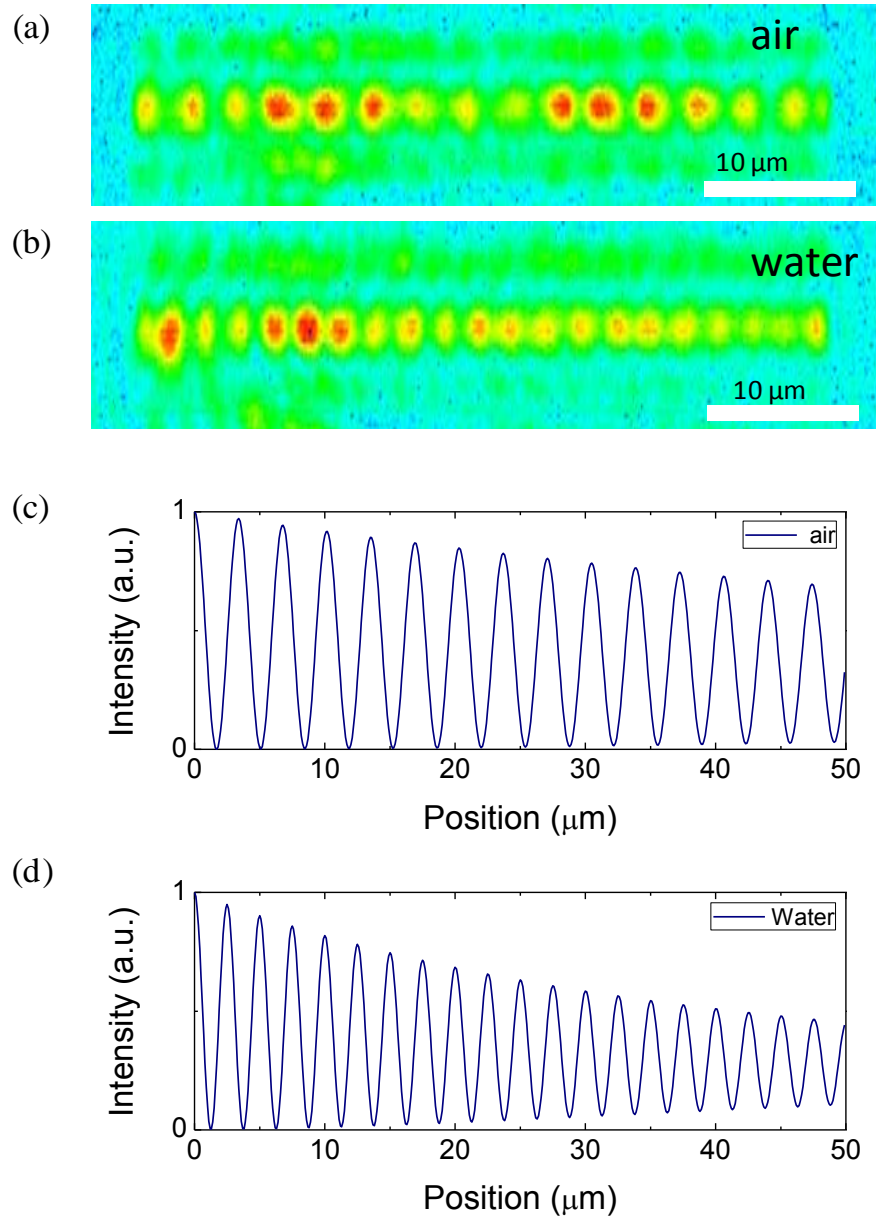 (a)
air
10 μm
(b)
water
10 μm
(c)
1
air
Intensity (a.u.)
0
0 10 20 30 40 50
Position (μm)
(d)
1
Water
Intensity (a.u.)
0
0 10 20 30 40 50
Position (μm)